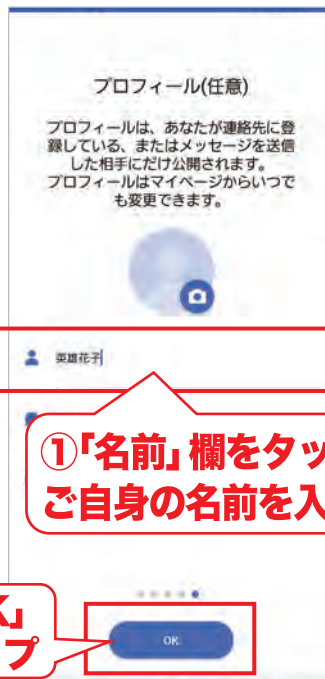 プロフィール(任意)
プロフィールは、あなたが連絡先に登
録している、またはメッセージを送信
した相手にだけ公開されます。
プロフィールはマイページからいつで
も変更できます。
英雄花子
①「名前」欄をタッ
ご自身の名前を入
K」
プ
OK